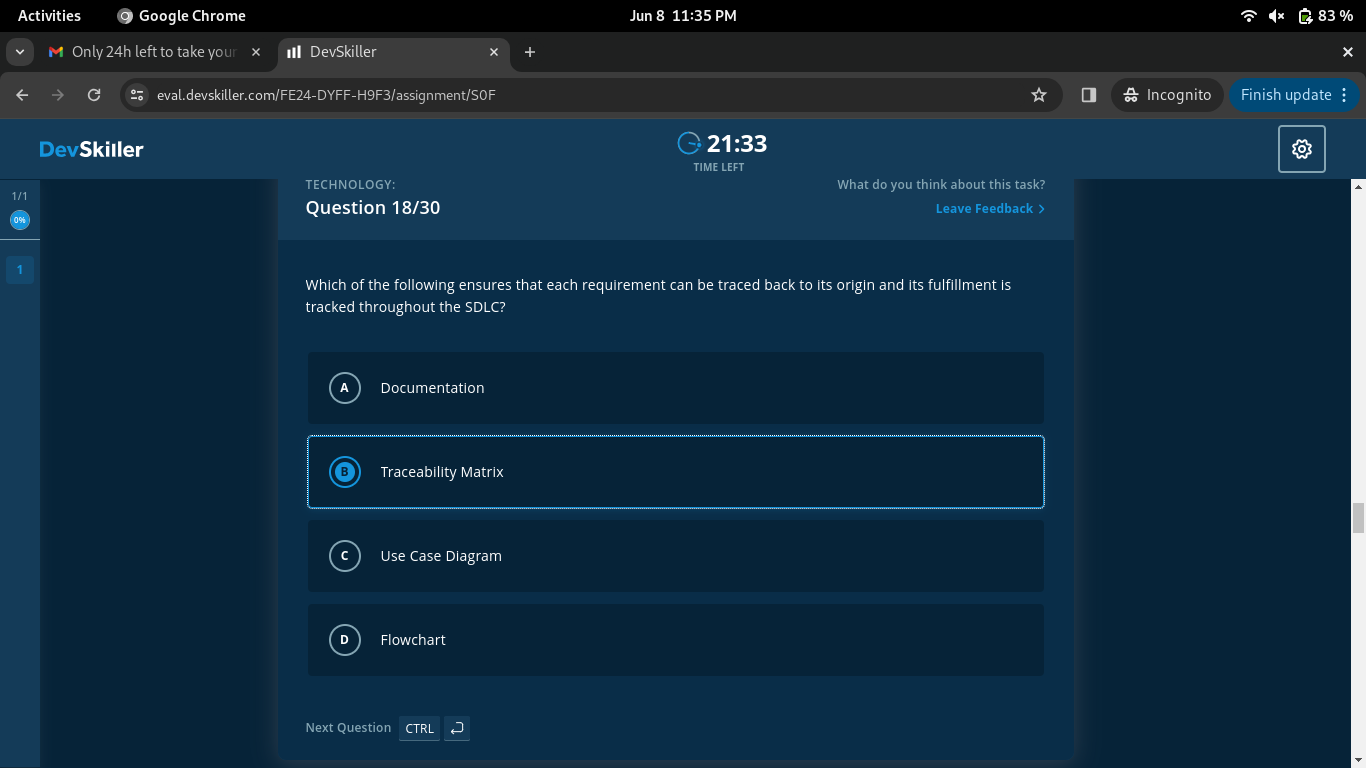 Activities Google Chrome Jun 8 11:35 PM 83 %
Only 24h left to take your DevSkiller
eval.devskiller.com/FE24-DYFF-H9F3/assignment/S0F Incognito Finish update
DevSkiller 21:33
TIME LEFT
1/1 TECHNOLOGY: What do you think about this task?
0% Question 18/30 Leave Feedback
1
Which of the following ensures that each requirement can be traced back to its origin and its fulfillment is
tracked throughout the SDLC?
A Documentation
B Traceability Matrix
C Use Case Diagram
D Flowchart
Next Question CTRL